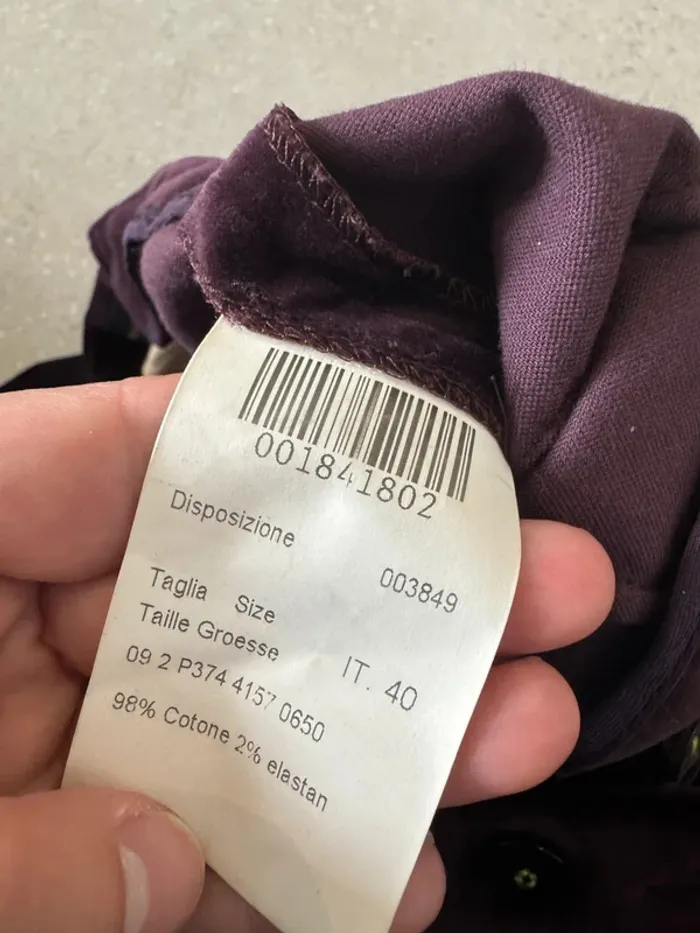 001841802
Disposizione
003849
Taglia Size
Taille Groesse
IT. 40
09 2 P374 4157 0650
98% Cotone 2% elastan